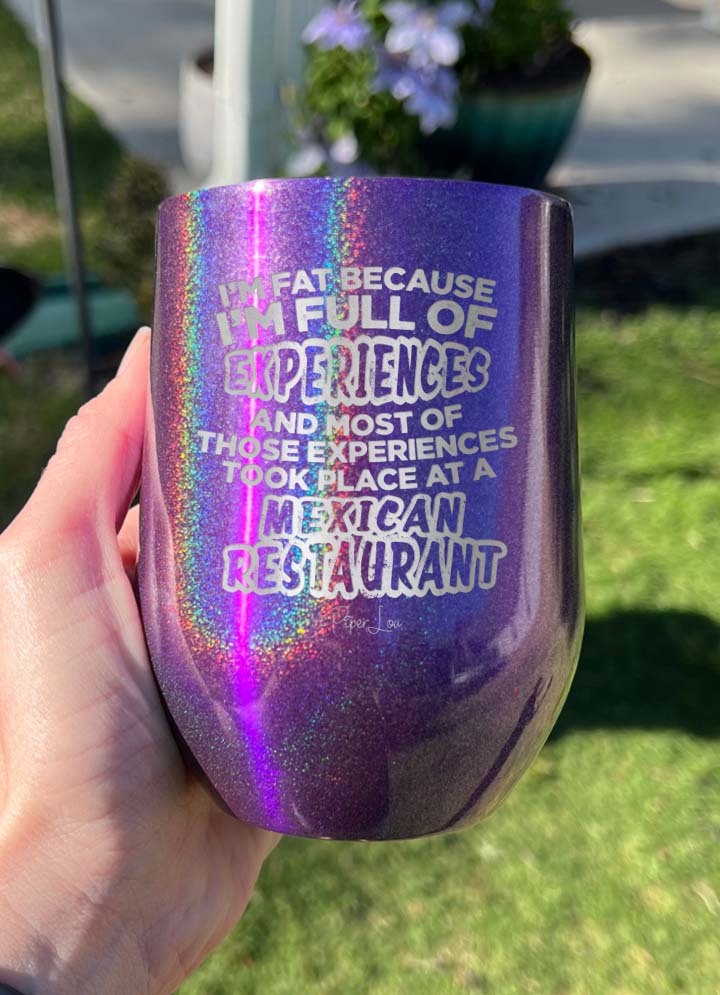 I'M FAT BECAUSE
I'M FULL OF
EXPERIENCES
AND MOST OF
THOSE EXPERIENCES
TOOK PLACE AT A
MEXICAN
RESTAURANT
Piper Lou